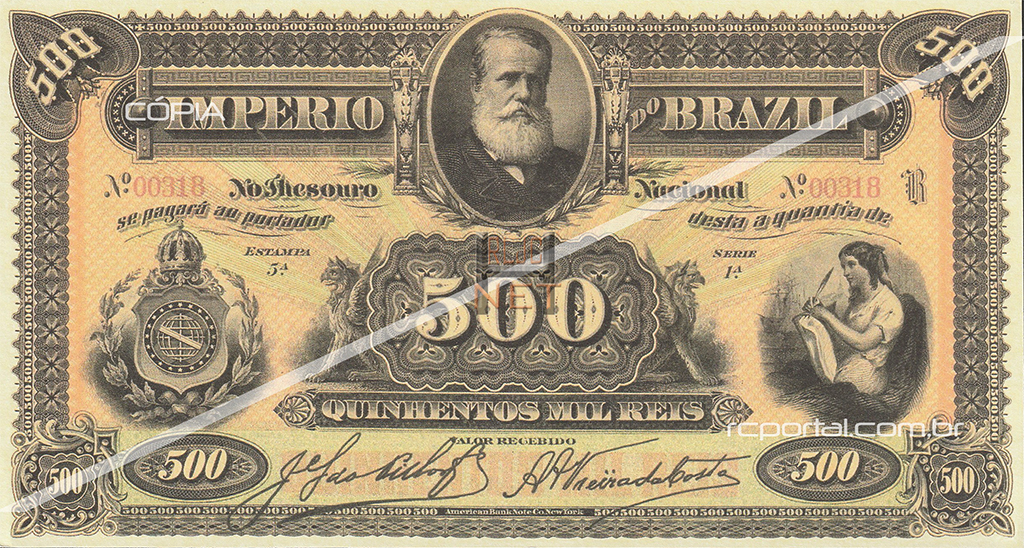 500 500
CÓPIA
IMPERIO DO BRAZIL
Nº 00318 No Thesouro Nacional Nº 00318 R
se pagará ao portador desta a quantia de
ESTAMPA 5ª SERIE 1ª
500
NET
QUINHENTOS MIL REIS
rcportal.com.br
VALOR RECEBIDO
500 500 500 500
American Bank Note Co. New York